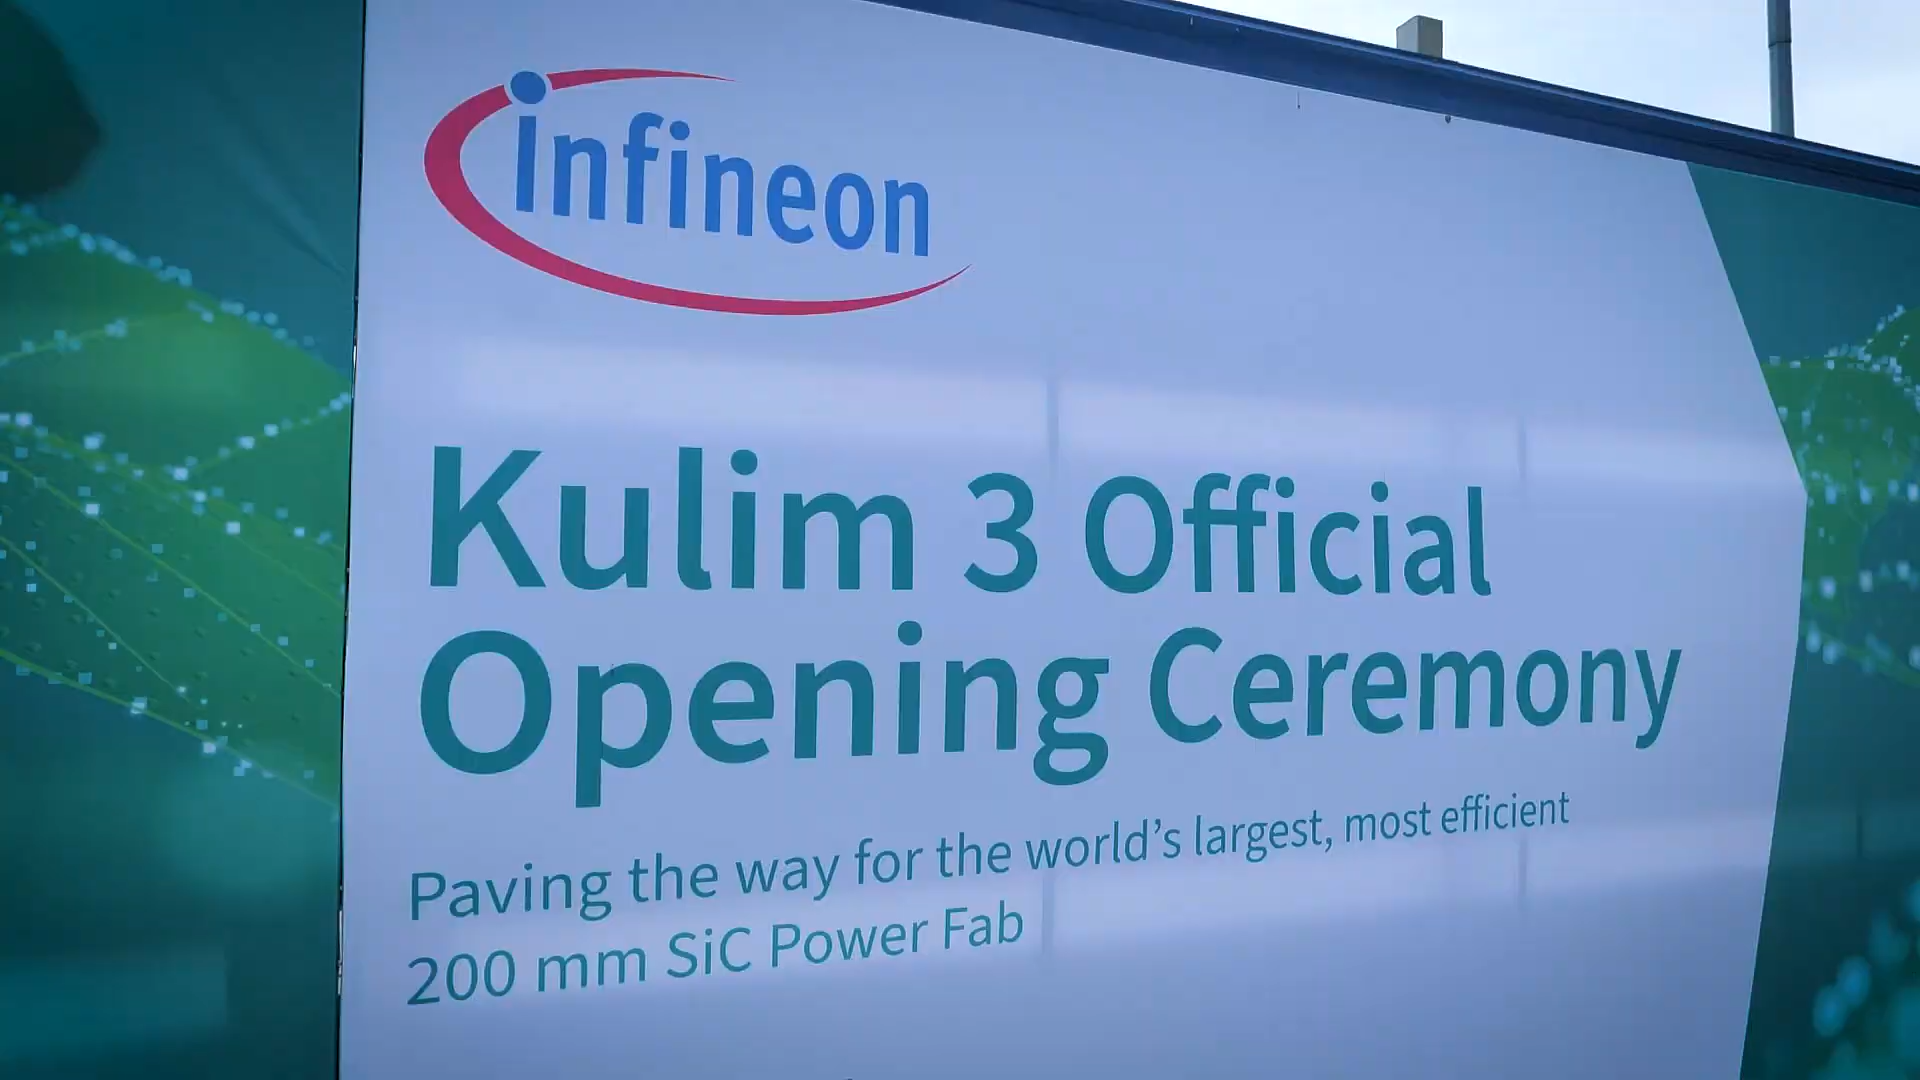 infineon
Kulim 3 Official
Opening Ceremony
Paving the way for the world’s largest, most efficient
200 mm SiC Power Fab